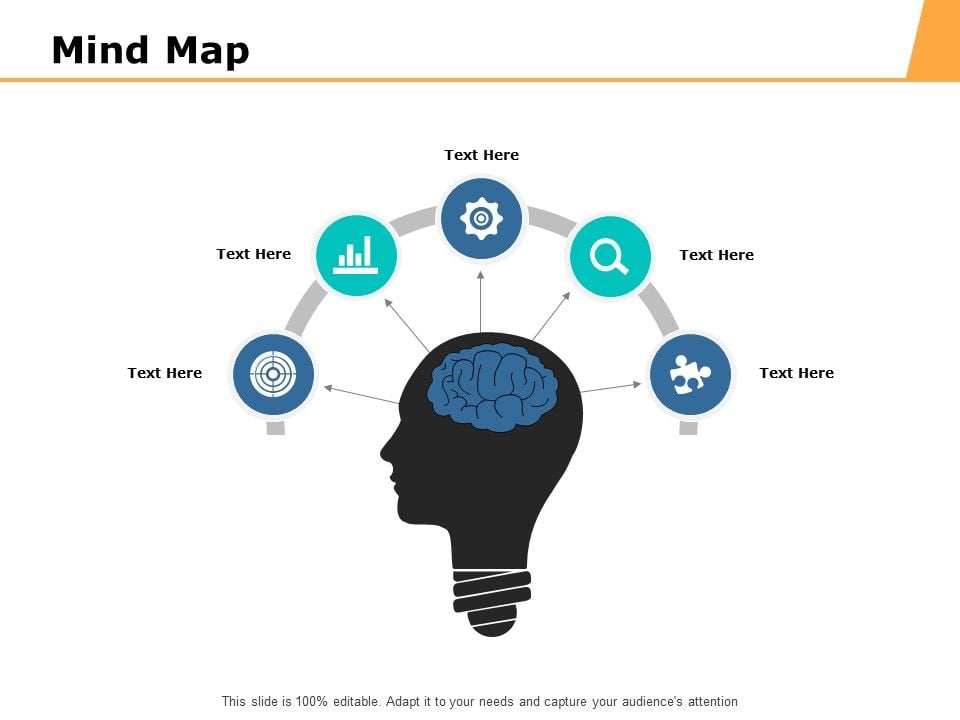 Mind Map
Text Here
Text Here
Text Here
Text Here
Text Here
This slide is 100% editable. Adapt it to your needs and capture your audience's attention